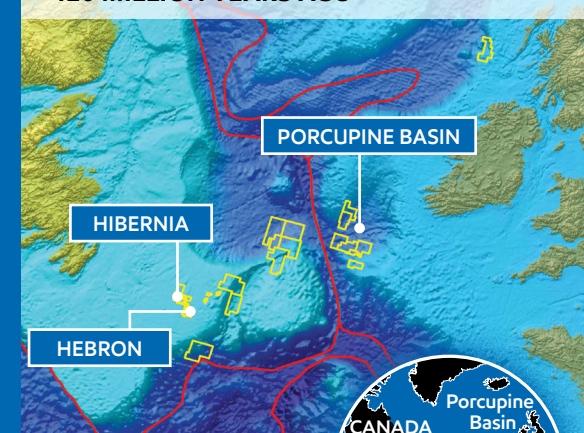 PORCUPINE BASIN
HIBERNIA
HEBRON
Porcupine
Basin
CANADA